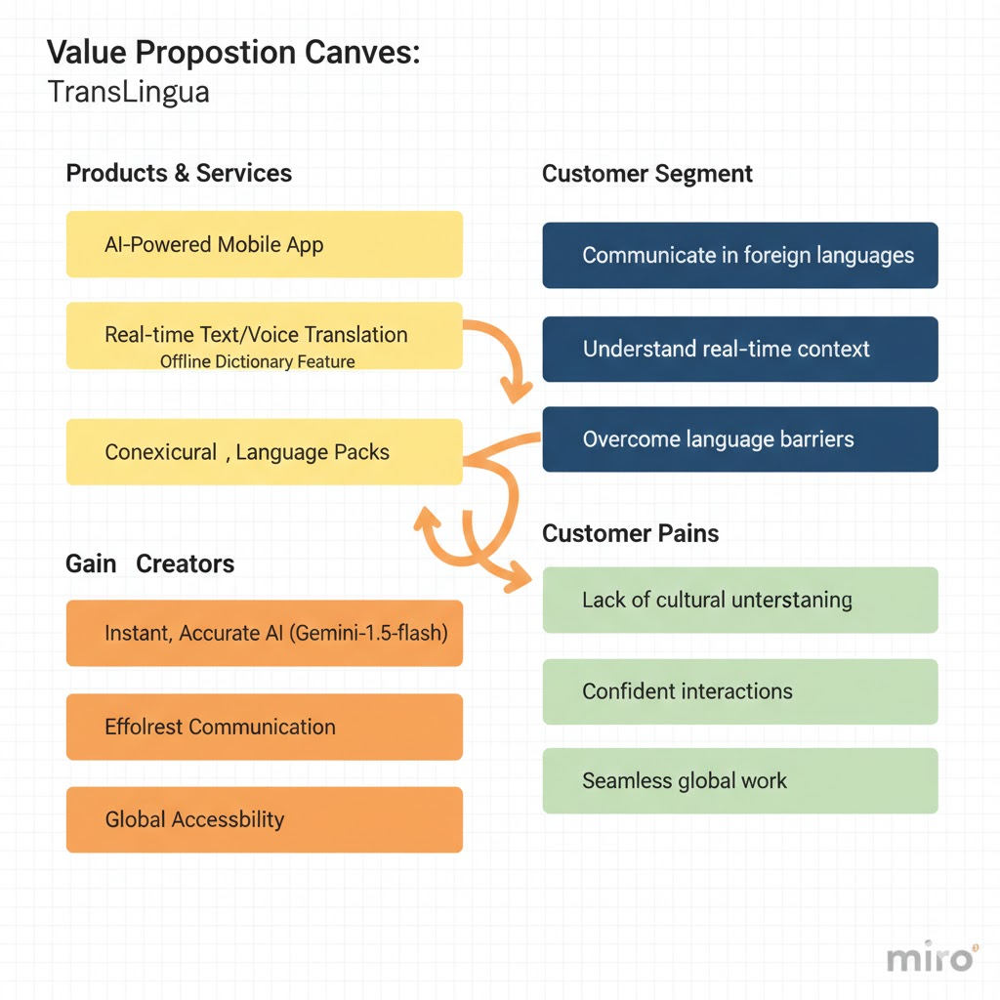 Value Propostion Canves:
TransLingua
Products & Services
AI-Powered Mobile App
Real-time Text/Voice Translation
Offline Dictionary Feature
Conexicural , Language Packs
Gain Creators
Instant, Accurate AI (Gemini-1.5-flash)
Effolrest Communication
Global Accessbility
Customer Segment
Communicate in foreign languages
Understand real-time context
Overcome language barriers
Customer Pains
Lack of cultural unterstaning
Confident interactions
Seamless global work
miro